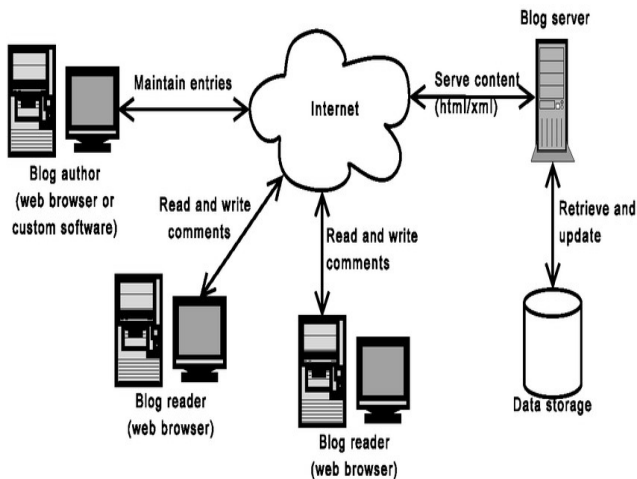 Blog server
Maintain entries
Internet
Serve content
(html/xml)
Blog author
(web browser or
custom software)
Read and write
comments
Read and write
comments
Retrieve and
update
Blog reader
(web browser)
Data storage
Blog reader
(web browser)